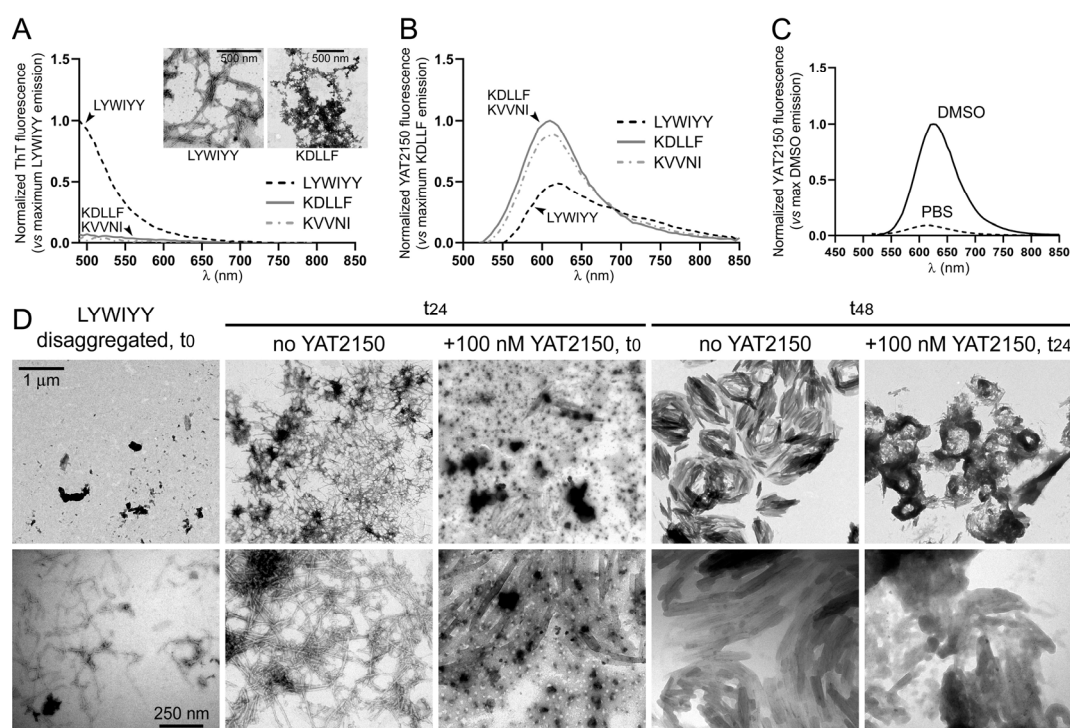 A
Normalized ThT fluorescence
(vs maximum LYWIYY emission)
1.5
1.0
0.5
0.0
500 550 600 650 700 750 800 850
λ (nm)
LYWIYY
KDLLF
KVVNI
500 nm
500 nm
LYWIYY
KDLLF
LYWIYY
KDLLF
KVVNI
B
Normalized YAT2150 fluorescence
(vs maximum KDLLF emission)
1.5
1.0
0.5
0.0
500 550 600 650 700 750 800 850
λ (nm)
KDLLF
KVVNI
LYWIYY
LYWIYY
KDLLF
KVVNI
C
Normalized YAT2150 fluorescence
(vs max DMSO emission)
1.5
1.0
0.5
0.0
450 500 550 600 650 700 750 800 850
λ (nm)
DMSO
PBS
D
LYWIYY
disaggregated, t0
t24
t48
no YAT2150
+100 nM YAT2150, t0
no YAT2150
+100 nM YAT2150, t24
1 μm
250 nm